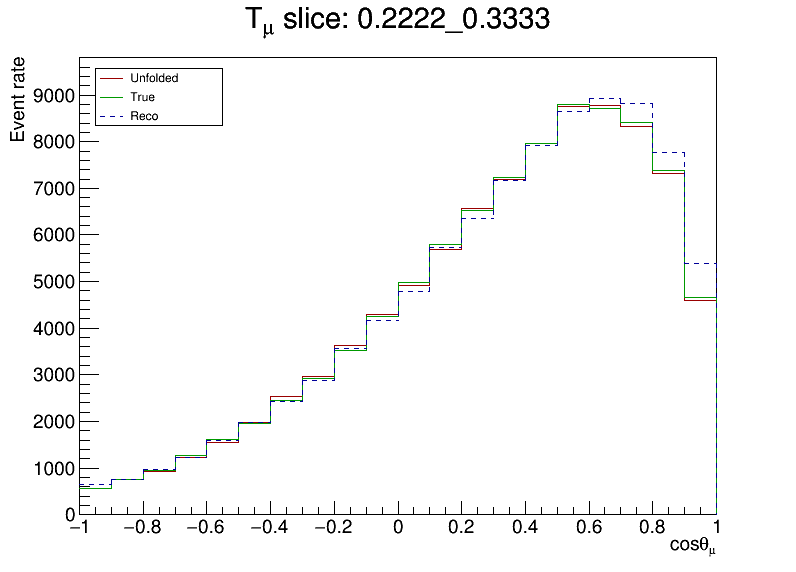 T_μ slice: 0.2222_0.3333
Event rate
Unfolded
True
Reco
9000
8000
7000
6000
5000
4000
3000
2000
1000
0
−1 −0.8 −0.6 −0.4 −0.2 0 0.2 0.4 0.6 0.8 1
cosθ_μ